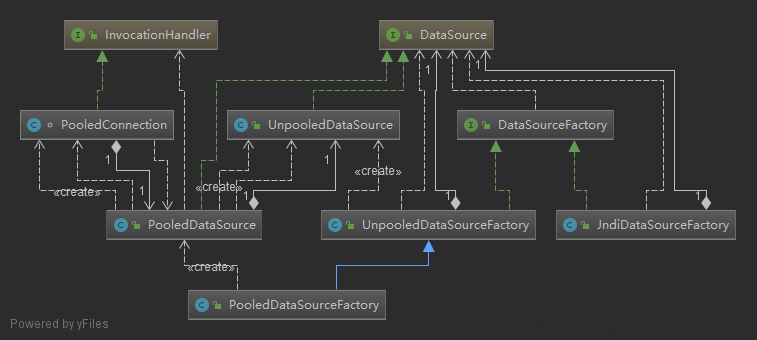 I InvocationHandler
I DataSource
1
1
1
C PooledConnection
C UnpooledDataSource
I DataSourceFactory
1
1
«create»
«create»
1
«create»
1
1
1
C PooledDataSource
C UnpooledDataSourceFactory
C JndiDataSourceFactory
«create»
C PooledDataSourceFactory
Powered by yFiles